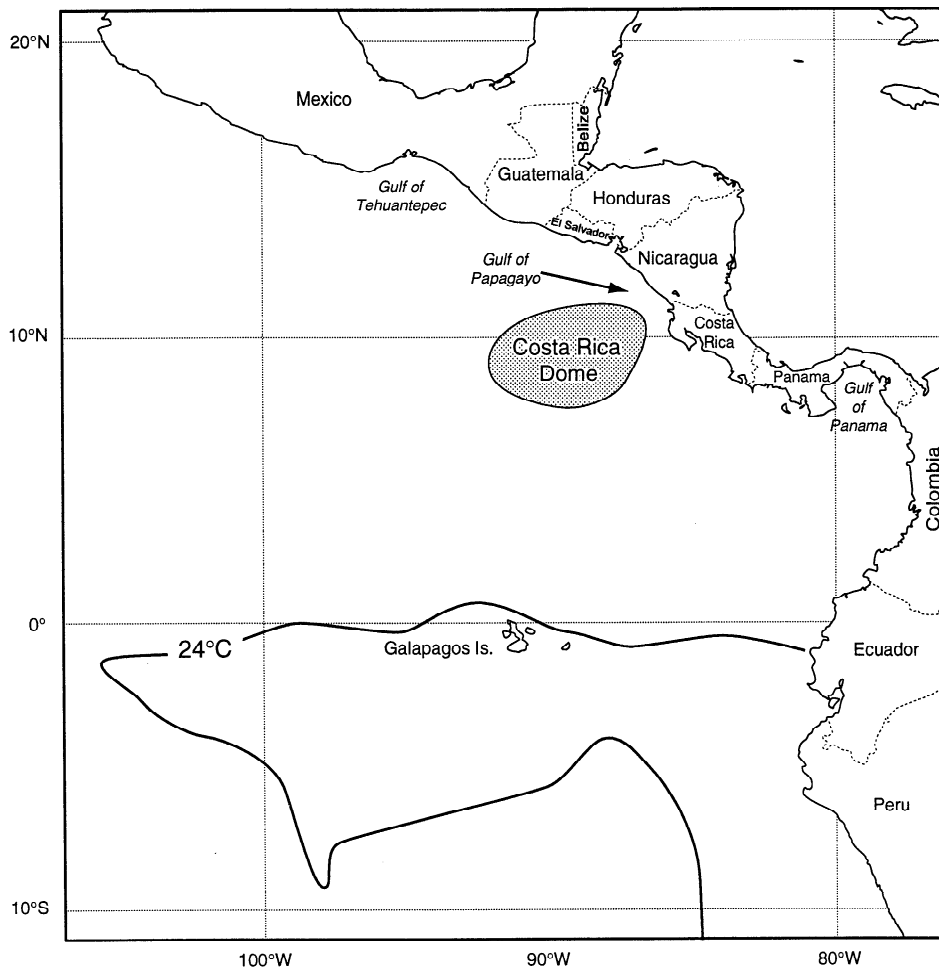 20°N
Mexico
Belize
Guatemala
Gulf of
Tehuantepec
Honduras
El Salvador
Gulf of
Papagayo
Nicaragua
10°N
Costa Rica
Dome
Costa
Rica
Panama
Gulf
of
Panama
Colombia
0°
24°C
Galapagos Is.
Ecuador
Peru
10°S
100°W
90°W
80°W